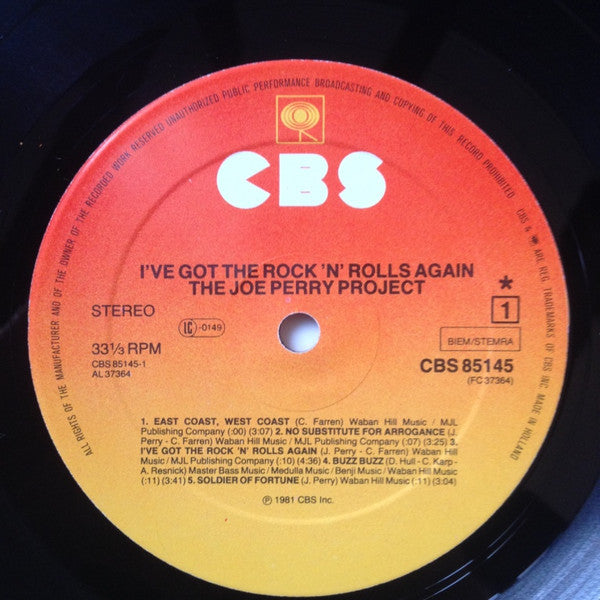 ALL RIGHTS OF THE MANUFACTURER AND OF THE OWNER OF THE RECORDED WORK RESERVED UNAUTHORIZED PUBLIC PERFORMANCE BROADCASTING AND COPYING OF THIS RECORD PROHIBITED
CBS & ARE REG. TRADEMARKS OF CBS INC. MADE IN HOLLAND
CBS
I'VE GOT THE ROCK 'N' ROLLS AGAIN
THE JOE PERRY PROJECT
STEREO
LC -0149
* 1
33⅓ RPM
BIEM/STEMRA
CBS 85145-1
AL 37364
CBS 85145
(FC 37364)
1. EAST COAST, WEST COAST (C. Farren) Waban Hill Music / MJL
Publishing Company (:00) (3:07) 2. NO SUBSTITUTE FOR ARROGANCE (J.
Perry - C. Farren) Waban Hill Music / MJL Publishing Company (:07) (3:25) 3.
I'VE GOT THE ROCK 'N' ROLLS AGAIN (J. Perry - C. Farren) Waban Hill
Music / MJL Publishing Company (:10) (4:36) 4. BUZZ BUZZ (D. Hull - C. Karp -
A. Resnick) Master Bass Music / Medulla Music / Benji Music / Waban Hill Music
(:11) (3:41) 5. SOLDIER OF FORTUNE (J. Perry) Waban Hill Music (:11) (3:04)
℗ 1981 CBS Inc.